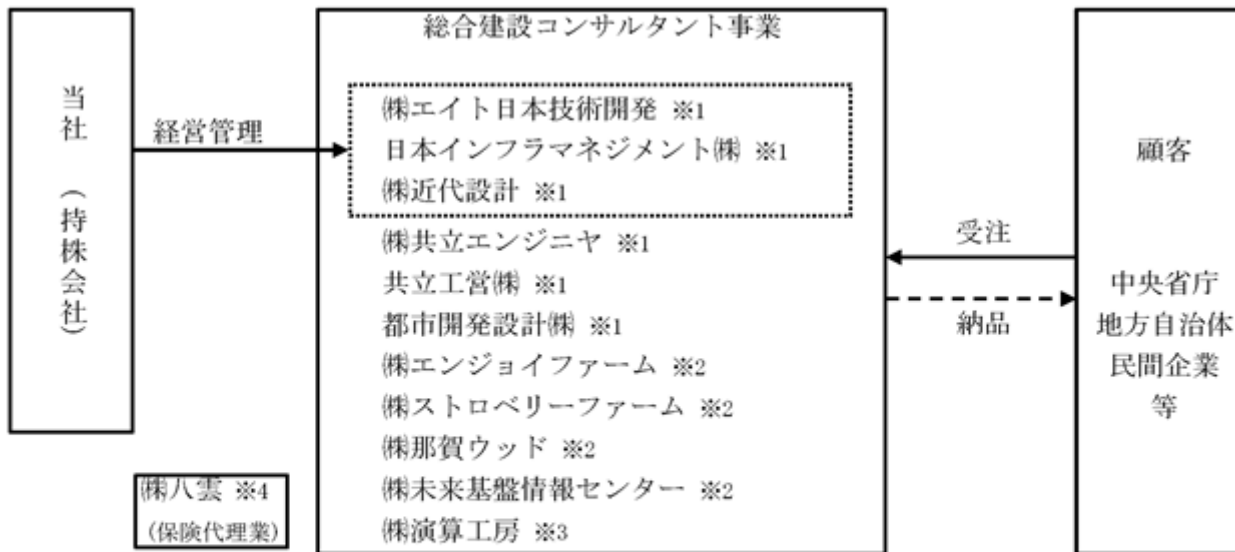 当社（持株会社）
経営管理
総合建設コンサルタント事業
㈱エイト日本技術開発 ※1
日本インフラマネジメント㈱ ※1
㈱近代設計 ※1
㈱共立エンジニヤ ※1
共立工営㈱ ※1
都市開発設計㈱ ※1
㈱エンジョイファーム ※2
㈱ストロベリーファーム ※2
㈱那賀ウッド ※2
㈱未来基盤情報センター ※2
㈱演算工房 ※3
㈱八雲 ※4
(保険代理業)
受注
納品
顧客
中央省庁
地方自治体
民間企業
等